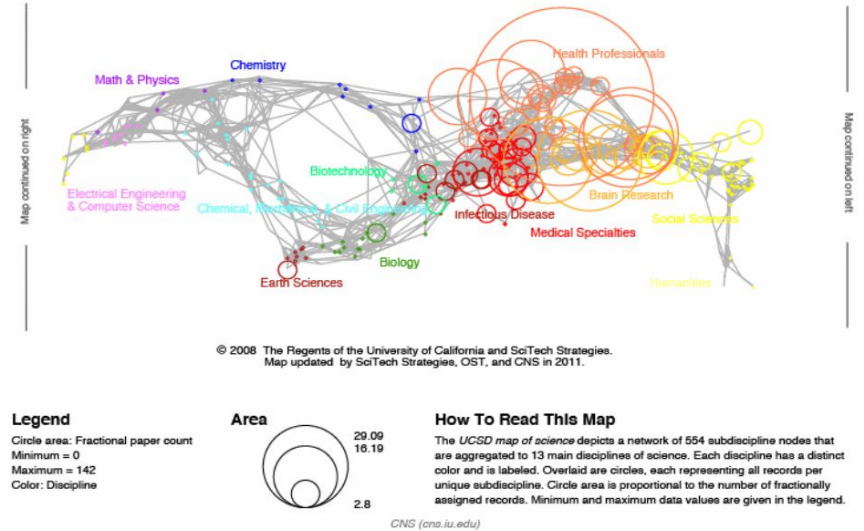 Health Professionals
Chemistry
Math & Physics
Map continued on right
Map continued on left
Biotechnology
Electrical Engineering
& Computer Science
Brain Research
Chemical, Mechanical & Civil Engineering
Infectious Disease
Social Sciences
Medical Specialties
Biology
Earth Sciences
Humanities
© 2008 The Regents of the University of California and SciTech Strategies.
Map updated by SciTech Strategies, OST, and CNS in 2011.
Legend
Circle area: Fractional paper count
Minimum = 0
Maximum = 142
Color: Discipline
Area
29.09
16.19
2.8
How To Read This Map
The UCSD map of science depicts a network of 554 subdiscipline nodes that
are aggregated to 13 main disciplines of science. Each discipline has a distinct
color and is labeled. Overlaid are circles, each representing all records per
unique subdiscipline. Circle area is proportional to the number of fractionally
assigned records. Minimum and maximum data values are given in the legend.
CNS (cns.iu.edu)